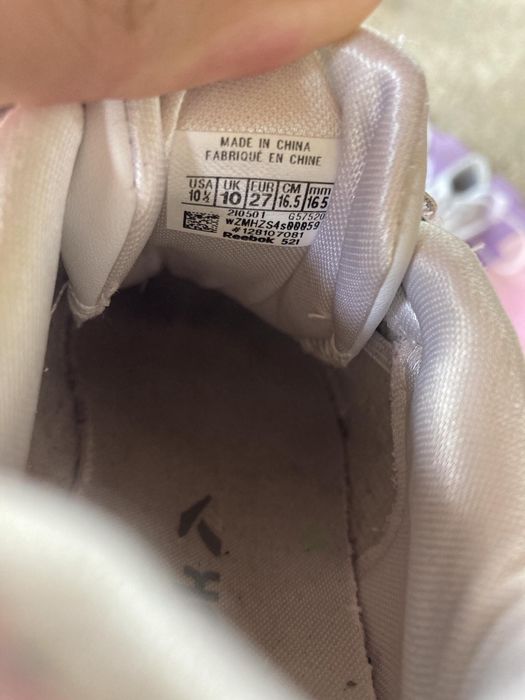 MADE IN CHINA
FABRIQUÉ EN CHINE
USA UK EUR CM mm
10½ 10 27 16.5 165
210501 G57520
wZMHZS4s00059
#128107081
Reebok 521